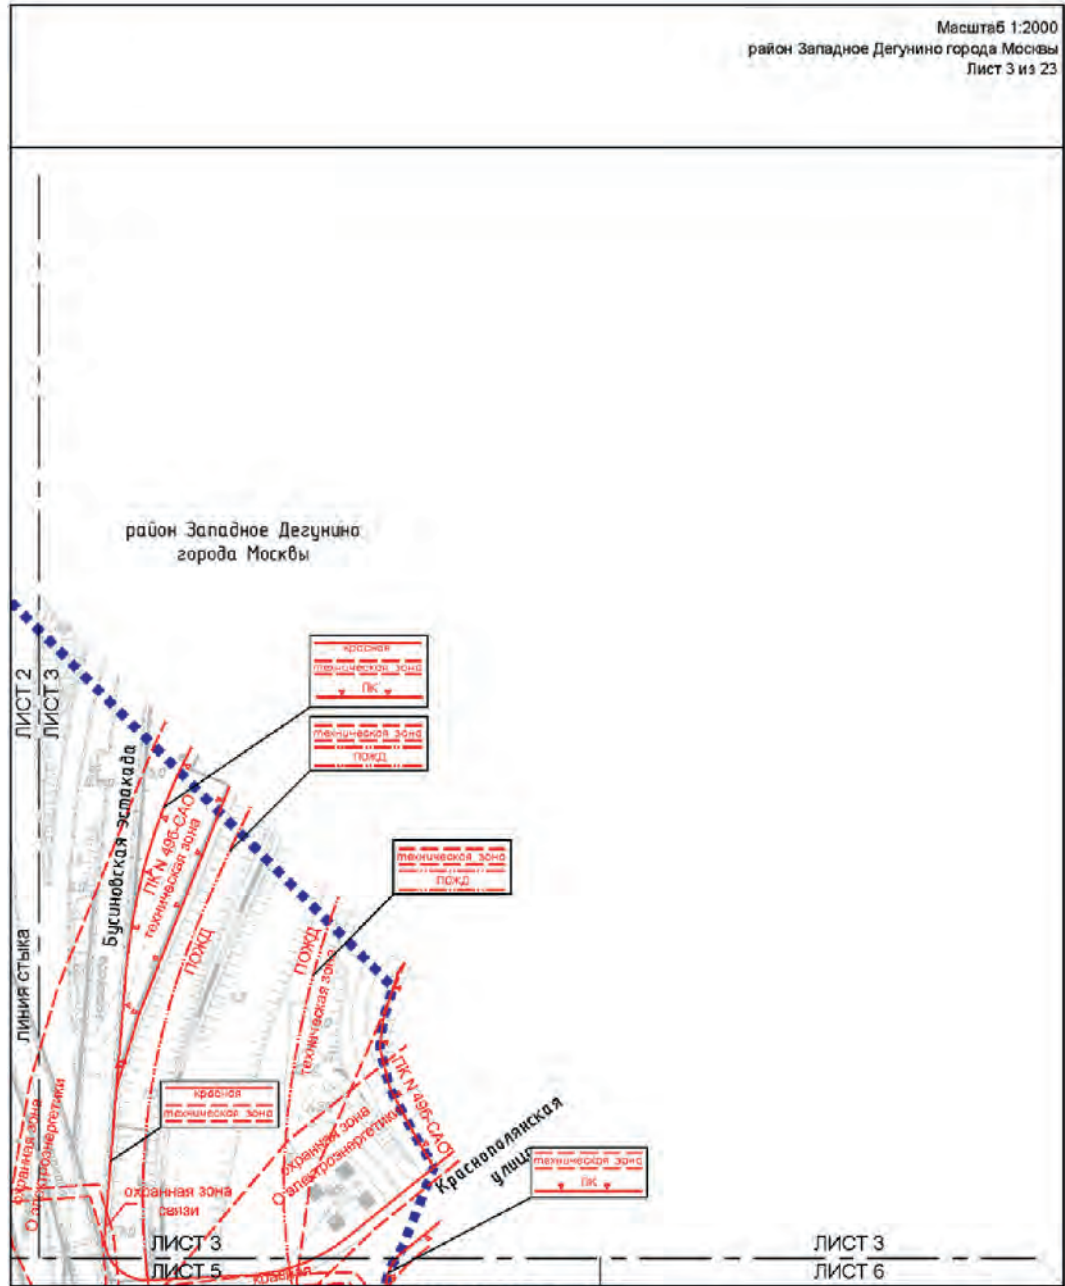 Масштаб 1:2000
район Западное Дегунино города Москвы
Лист 3 из 23
район Западное Дегунино
города Москвы
ЛИСТ 2
ЛИСТ 3
красная
техническая зона
ПК
техническая зона
ПОЖД
Бусиновская эстакада
ПК N 496-САО
техническая зона
ПОЖД
техническая зона
ПОЖД
ПОЖД
техническая зона
линия стыка
ПК N 496-САО
красная
техническая зона
охранная зона
О электроэнергетики
охранная зона
О электроэнергетики
Краснополянская
улица
техническая зона
ПК
охранная зона
связи
ЛИСТ 3
ЛИСТ 3
ЛИСТ 5
красная
ЛИСТ 6